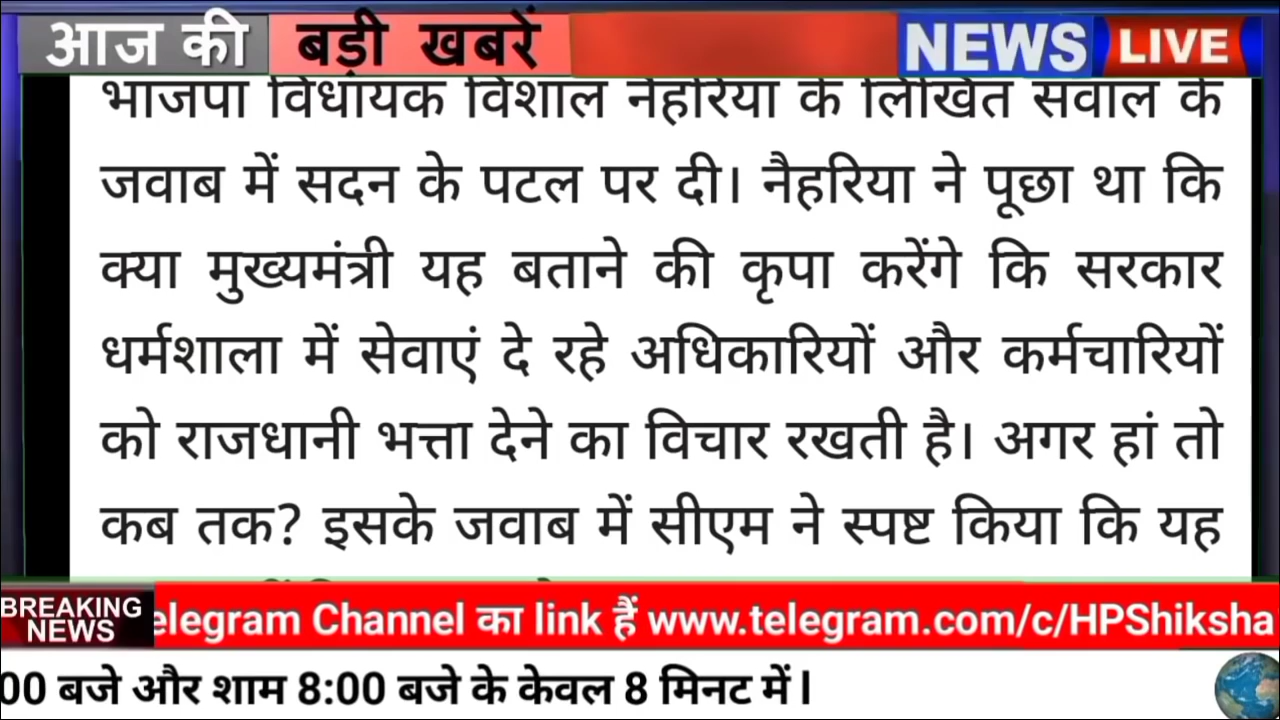 आज की बड़ी खबरें NEWS LIVE
भाजपा विधायक विशाल नैहरिया के लिखित सवाल के
जवाब में सदन के पटल पर दी। नैहरिया ने पूछा था कि
क्या मुख्यमंत्री यह बताने की कृपा करेंगे कि सरकार
धर्मशाला में सेवाएं दे रहे अधिकारियों और कर्मचारियों
को राजधानी भत्ता देने का विचार रखती है। अगर हां तो
कब तक? इसके जवाब में सीएम ने स्पष्ट किया कि यह
BREAKING NEWS
elegram Channel का link हैं www.telegram.com/c/HPShiksha
00 बजे और शाम 8:00 बजे के केवल 8 मिनट में l